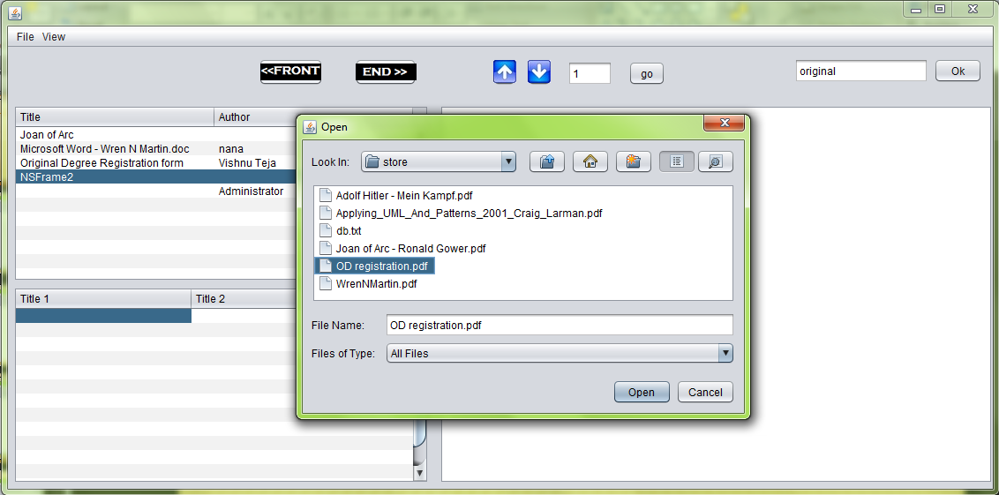 File View
<<FRONT END >> 1 go original Ok
Title Author
Joan of Arc
Microsoft Word - Wren N Martin.doc nana
Original Degree Registration form Vishnu Teja
NSFrame2
Administrator
Title 1 Title 2
Open
Look In: store
Adolf Hitler - Mein Kampf.pdf
Applying_UML_And_Patterns_2001_Craig_Larman.pdf
db.txt
Joan of Arc - Ronald Gower.pdf
OD registration.pdf
WrenNMartin.pdf
File Name: OD registration.pdf
Files of Type: All Files
Open Cancel